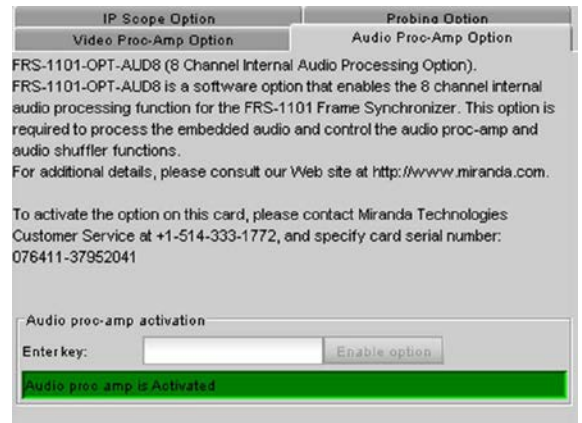 IP Scope Option
Probing Option
Video Proc-Amp Option
Audio Proc-Amp Option
FRS-1101-OPT-AUD8 (8 Channel Internal Audio Processing Option).
FRS-1101-OPT-AUD8 is a software option that enables the 8 channel internal
audio processing function for the FRS-1101 Frame Synchronizer. This option is
required to process the embedded audio and control the audio proc-amp and
audio shuffler functions.
For additional details, please consult our Web site at http://www.miranda.com.
To activate the option on this card, please contact Miranda Technologies
Customer Service at +1-514-333-1772, and specify card serial number:
076411-37952041
Audio proc-amp activation
Enter key:
Enable option
Audio proc amp is Activated